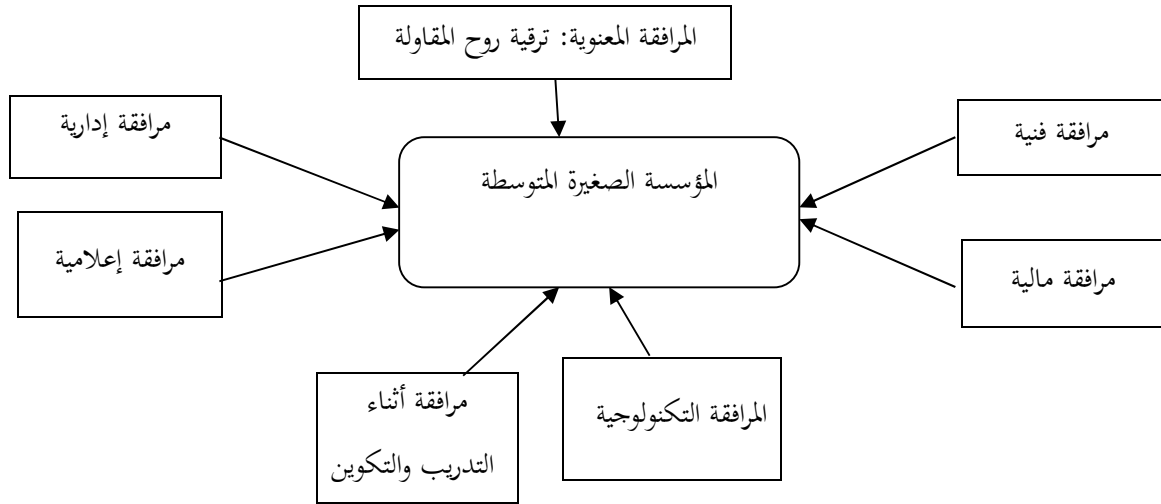 المرافقة المعنوية: ترقية روح المقاولة
مرافقة فنية
مرافقة إدارية
المؤسسة الصغيرة المتوسطة
مرافقة مالية
مرافقة إعلامية
المرافقة التكنولوجية
مرافقة أثناء
التدريب والتكوين